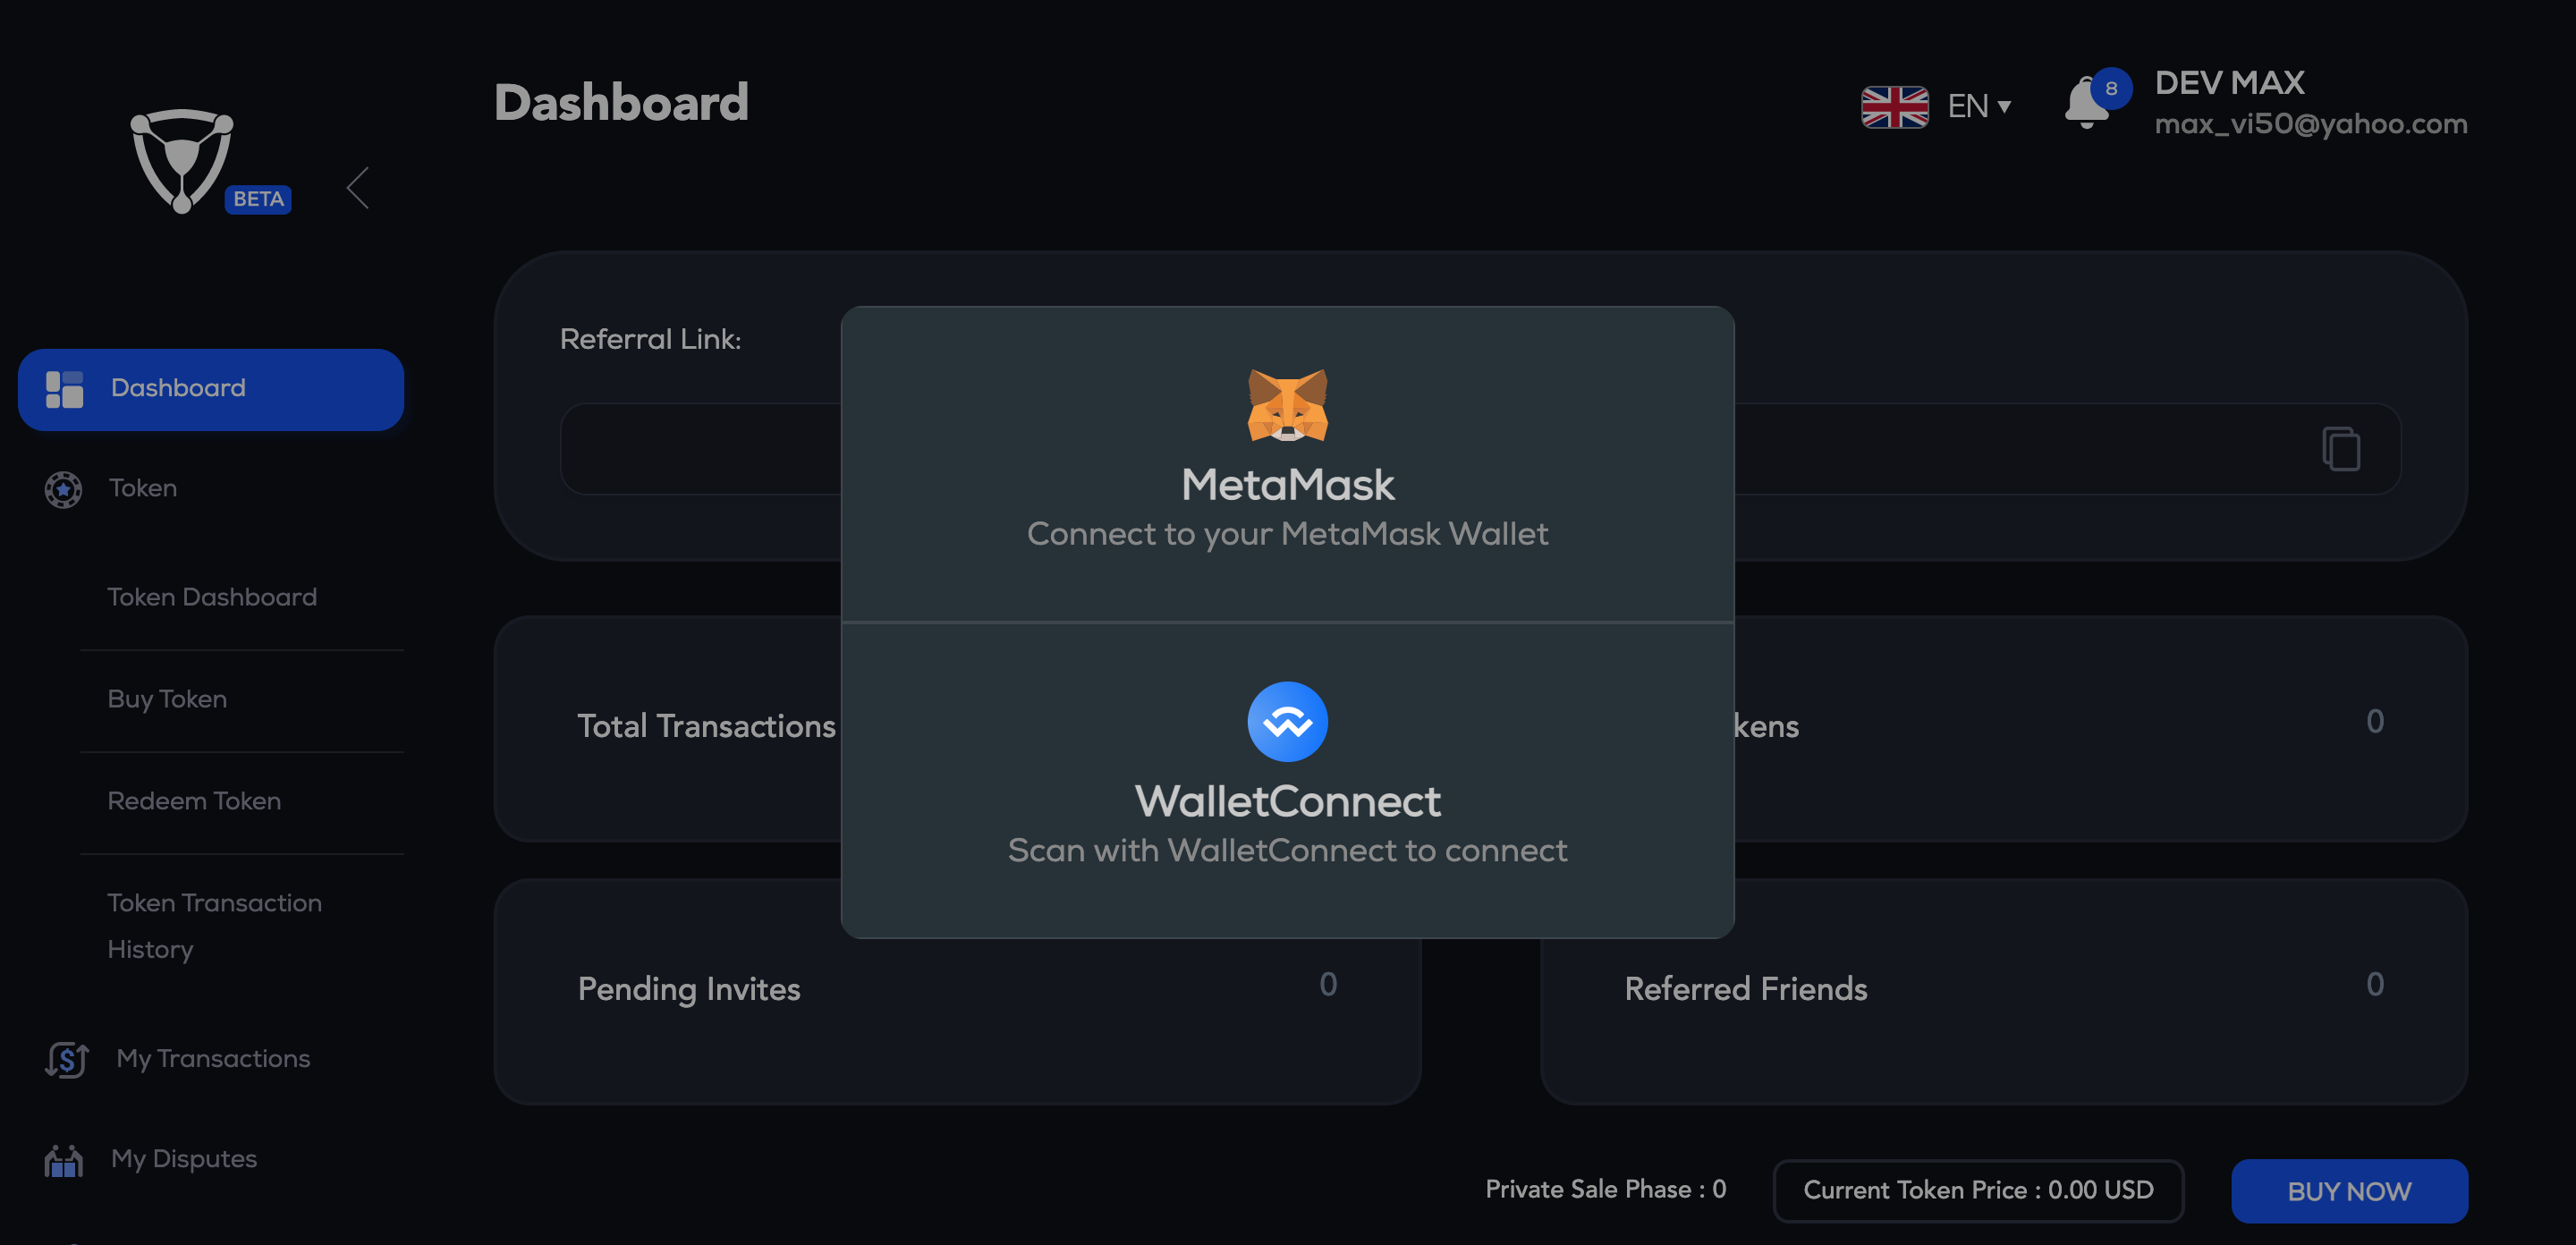 BETA
Dashboard
EN
8
DEV MAX
max_vi50@yahoo.com
Dashboard
Token
Token Dashboard
Buy Token
Redeem Token
Token Transaction
History
My Transactions
My Disputes
Referral Link:
MetaMask
Connect to your MetaMask Wallet
WalletConnect
Scan with WalletConnect to connect
Total Transactions
kens
0
Pending Invites
0
Referred Friends
0
Private Sale Phase : 0
Current Token Price : 0.00 USD
BUY NOW